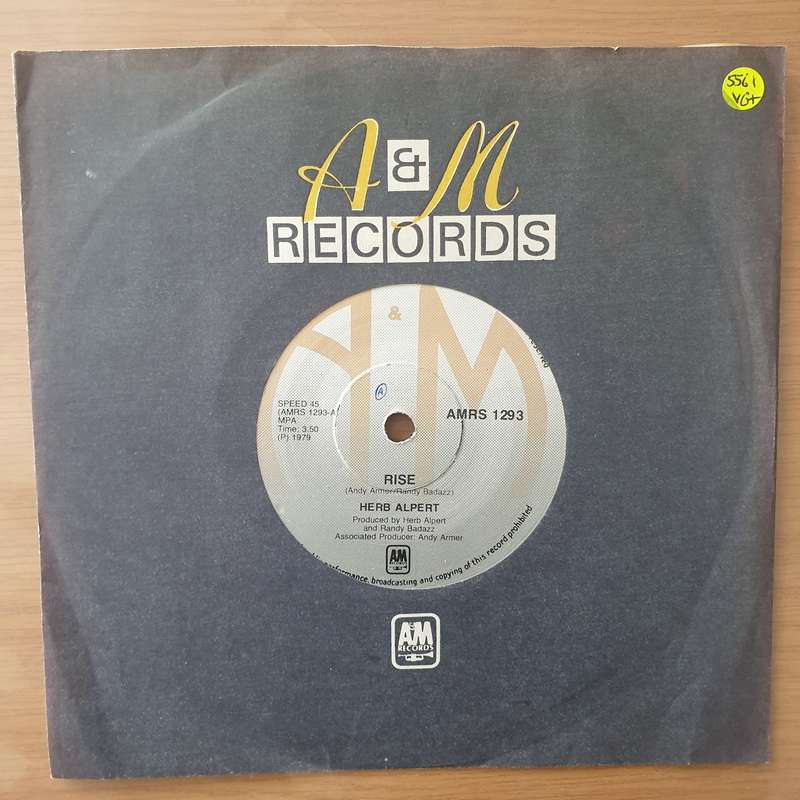 5561
VG+
A & M
RECORDS
&
A M
SPEED 45
(AMRS 1293-A)
MPA
Time: 3.50
(P) 1979
A
AMRS 1293
RISE
(Andy Armer/Randy Badazz)
HERB ALPERT
Produced by Herb Alpert
and Randy Badazz
Associated Producer: Andy Armer
A&M
RECORDS
performance, broadcasting and copying of this record prohibited
A&M
RECORDS